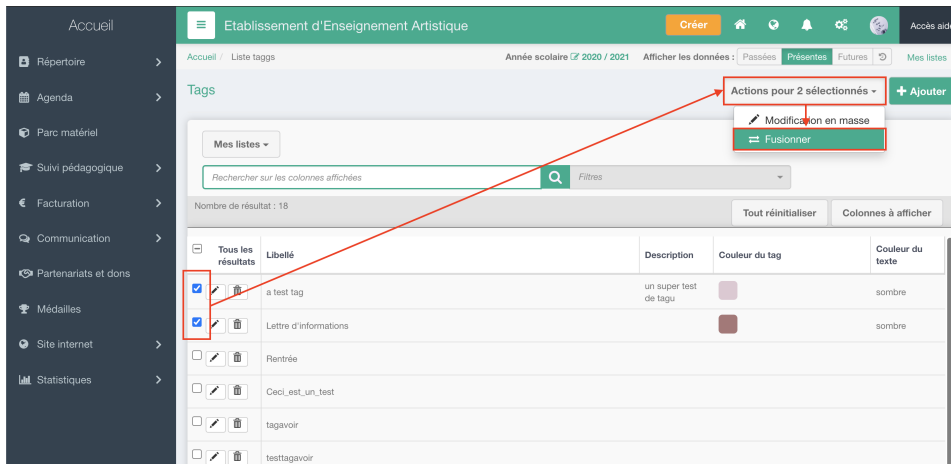 Accueil
Etablissement d'Enseignement Artistique
Créer
Accès aide
Répertoire
Agenda
Parc matériel
Suivi pédagogique
€ Facturation
Communication
Partenariats et dons
Médailles
Site internet
Statistiques
Accueil / Liste taggs
Année scolaire 2020 / 2021
Afficher les données : Passées Présentes Futures
Mes listes
Tags
Actions pour 2 sélectionnés
+ Ajouter
Modification en masse
Fusionner
Mes listes
Rechercher sur les colonnes affichées
Filtres
Nombre de résultat : 18
Tout réinitialiser
Colonnes à afficher
Tous les résultats
Libellé
Description
Couleur du tag
Couleur du texte
a test tag
un super test de tagu
sombre
Lettre d'informations
sombre
Rentrée
Ceci_est_un_test
tagavoir
testtagavoir